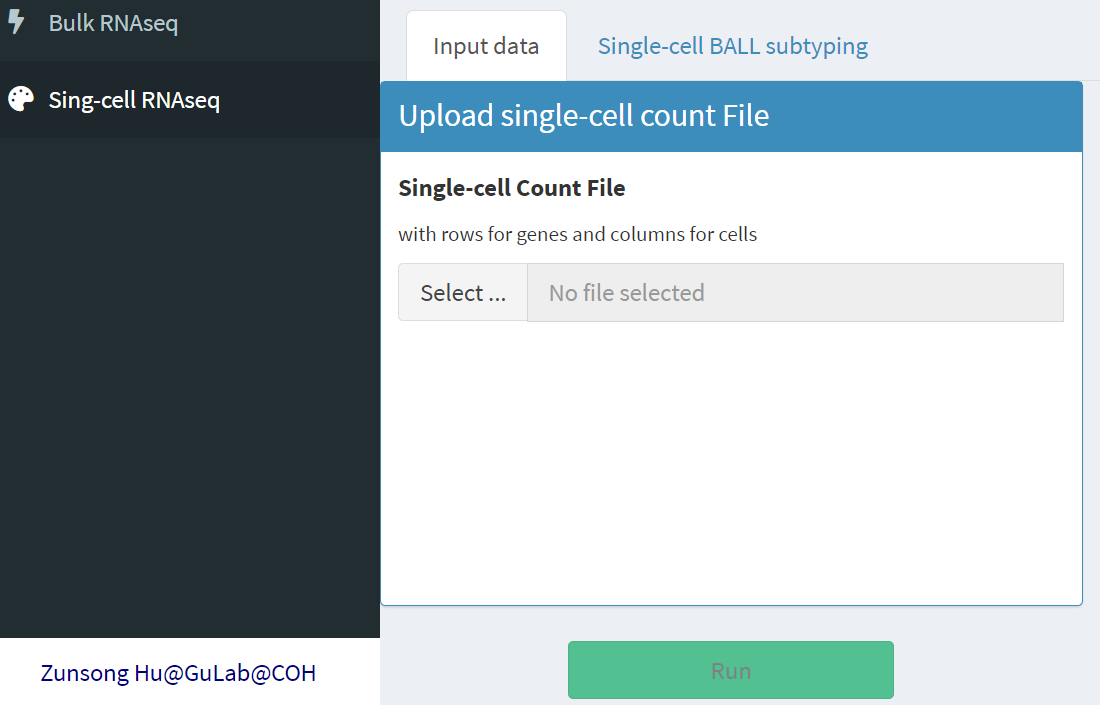 Bulk RNAseq
Sing-cell RNAseq
Input data
Single-cell BALL subtyping
Upload single-cell count File
Single-cell Count File
with rows for genes and columns for cells
Select ...
No file selected
Run
Zunsong Hu@GuLab@COH